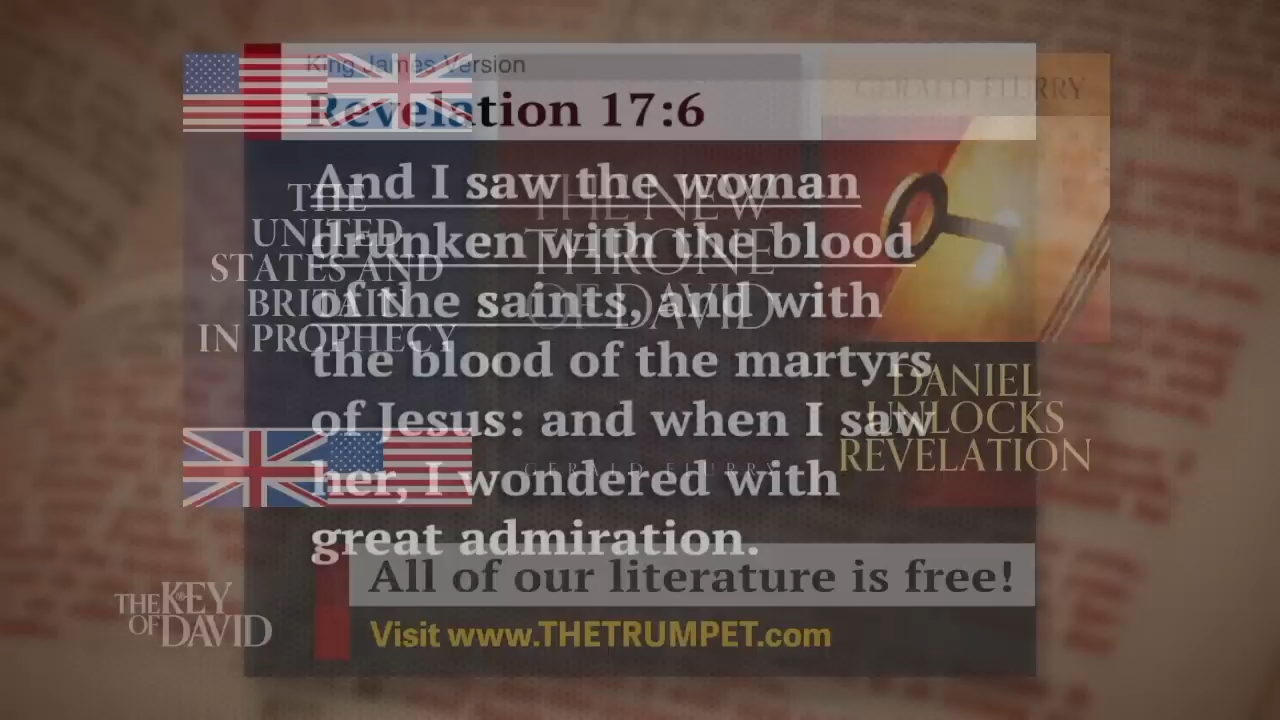 King James Version
Revelation 17:6
And I saw the woman
drunken with the blood
of the saints, and with
the blood of the martyrs
of Jesus: and when I saw
her, I wondered with
great admiration.
THE
UNITED
STATES AND
BRITAIN
IN PROPHECY
THE NEW
THRONE
OF DAVID
GERALD FLURRY
GERALD FLURRY
DANIEL
UNLOCKS
REVELATION
All of our literature is free!
Visit www.THETRUMPET.com
THE KEY
OF DAVID